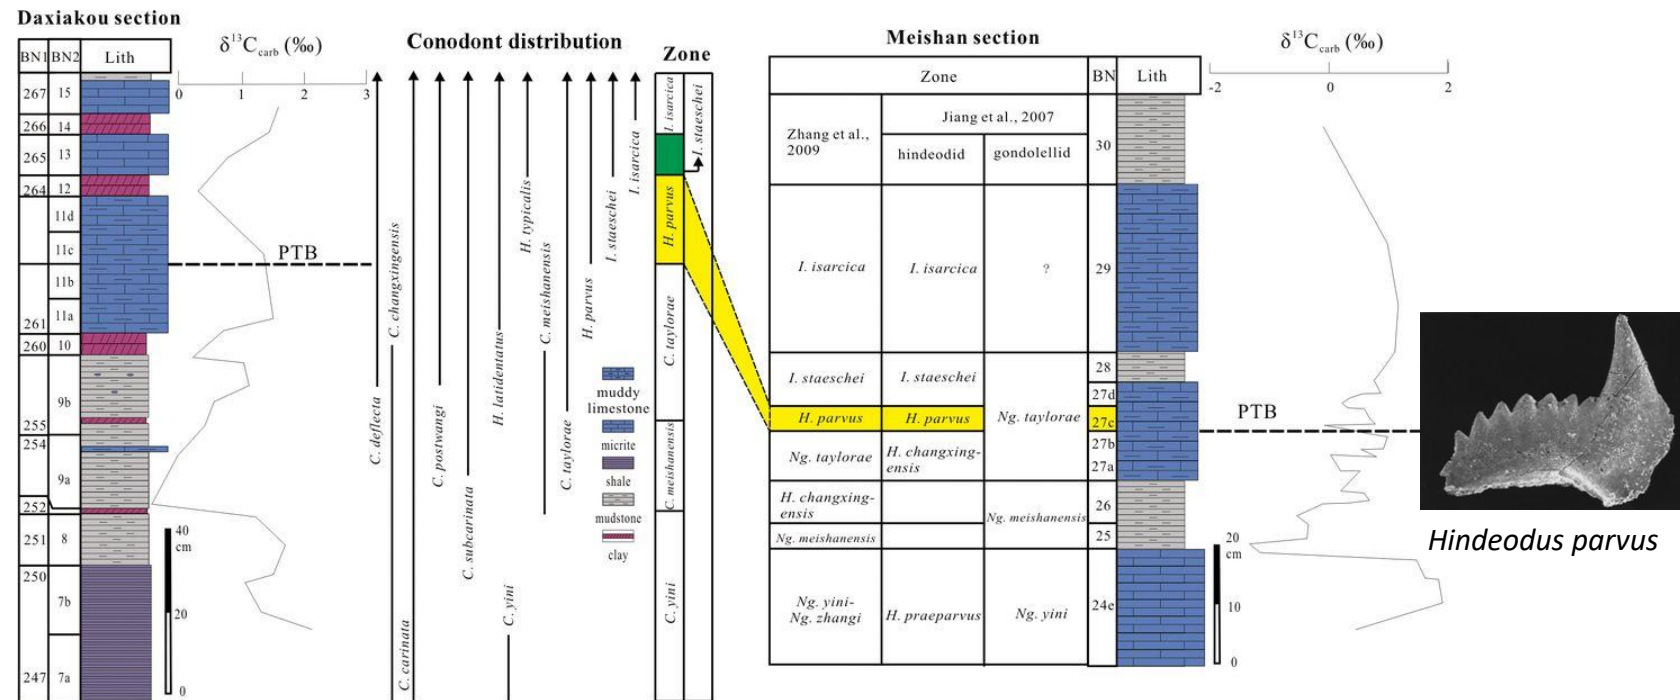 Daxiakou section
BN1 BN2 Lith
δ¹³Ccarb (‰)
0 1 2 3
267 15
266 14
265 13
264 12
11d
11c
11b
11a
261
260 10
9b
255
254
9a
252
251 8
250
7b
247 7a
40
cm
20
0
PTB
Conodont distribution
C. deflecta
C. changxingensis
C. carinata
C. postwangi
C. subcarinata
H. latidentatus
C. yini
H. typicalis
C. meishanensis
C. taylorae
H. parvus
I. staeschei
I. isarcica
muddy
limestone
micrite
shale
mudstone
clay
Zone
I. isarcica
I. staeschei
H. parvus
C. taylorae
C. meishanensis
C. yini
Meishan section
Zone
BN
Lith
Zhang et al.,
2009
Jiang et al., 2007
hindeodid
gondolellid
I. isarcica
I. isarcica
?
I. staeschei
I. staeschei
H. parvus
H. parvus
Ng. taylorae
Ng. taylorae
H. changxing-
ensis
H. changxing-
ensis
Ng. meishanensis
Ng. meishanensis
Ng. yini-
Ng. zhangi
H. praeparvus
Ng. yini
30
29
28
27d
27c
27b
27a
26
25
24e
δ¹³Ccarb (‰)
-2 0 2
PTB
20
cm
10
0
Hindeodus parvus